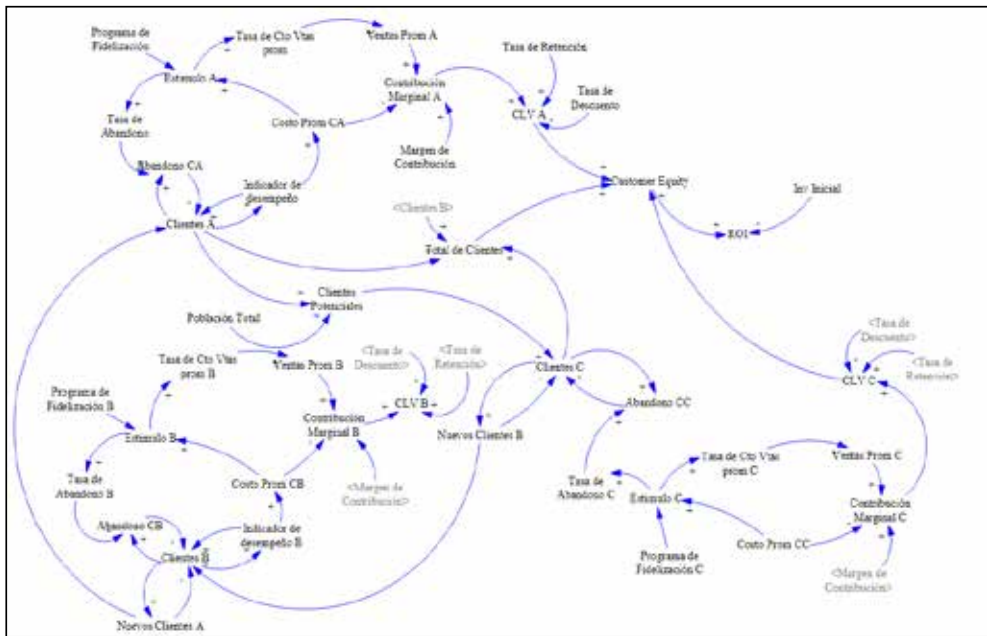 Programa de
Fidelización
Tasa de Cto Vtas
prom
Ventas Prom A
Tasa de Retención
Estimulo A
Contribución
Marginal A
Tasa de
Descuento
CLV A
Tasa de
Abandono
Costo Prom CA
Margen de
Contribución
Abandono CA
Indicador de
desempeño
Customer Equity
Inv Inicial
<Clientes B>
Clientes A
ROI
Total de Clientes
Clientes
Potenciales
Población Total
Tasa de Cto Vtas
prom B
Ventas Prom B
<Tasa de
Descuento>
<Tasa de
Retención>
Clientes C
<Tasa de
Descuento>
<Tasa de
Retención>
CLV C
Programa de
Fidelización B
CLV B
Abandono CC
Contribución
Marginal B
Nuevos Clientes B
Estimulo B
Tasa de Cto Vtas
prom C
Ventas Prom C
Tasa de
Abandono B
Costo Prom CB
<Margen de
Contribución>
Tasa de
Abandono C
Estimulo C
Contribución
Marginal C
Abandono CB
Indicador de
desempeño B
Clientes B
Programa de
Fidelización C
Costo Prom CC
<Margen de
Contribución>
Nuevos Clientes A